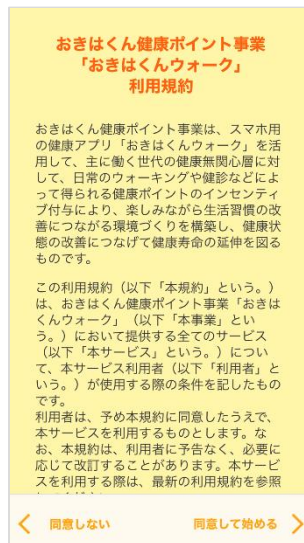 おきはくん健康ポイント事業
「おきはくんウォーク」
利用規約
おきはくん健康ポイント事業は、スマホ用
の健康アプリ「おきはくんウォーク」を活
用して、主に働く世代の健康無関心層に対
して、日常のウォーキングや健診などによ
って得られる健康ポイントのインセンティ
ブ付与により、楽しみながら生活習慣の改
善につながる環境づくりを構築し、健康状
態の改善につなげて健康寿命の延伸を図る
ものです。
この利用規約（以下「本規約」という。）
は、おきはくん健康ポイント事業「おきは
くんウォーク」（以下「本事業」とい
う。）において提供する全てのサービス
（以下「本サービス」という。）につい
て、本サービス利用者（以下「利用者」と
いう。）が使用する際の条件を記したもの
です。
利用者は、予め本規約に同意したうえで、
本サービスを利用するものとします。な
お、本規約は、利用者に予告なく、必要に
応じて改訂することがあります。本サービ
スを利用する際は、最新の利用規約を参照
同意しない 同意して始める